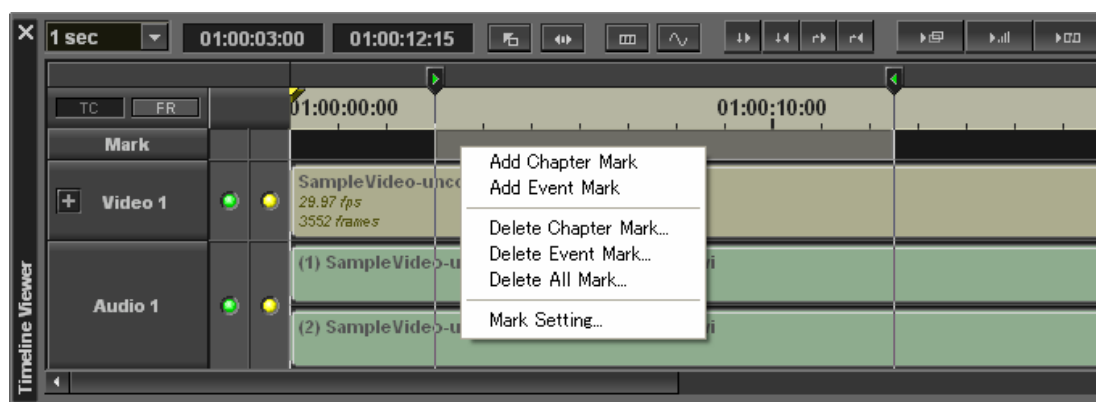 1 sec 01:00:03:00 01:00:12:15
TC FR 01:00:00:00 01:00:10:00
Mark
Add Chapter Mark
Add Event Mark
Delete Chapter Mark...
Delete Event Mark...
Delete All Mark...
Mark Setting...
Video 1
SampleVideo-unco
29.97 fps
3552 frames
Audio 1
(1) SampleVideo-u
(2) SampleVideo-u
Timeline Viewer